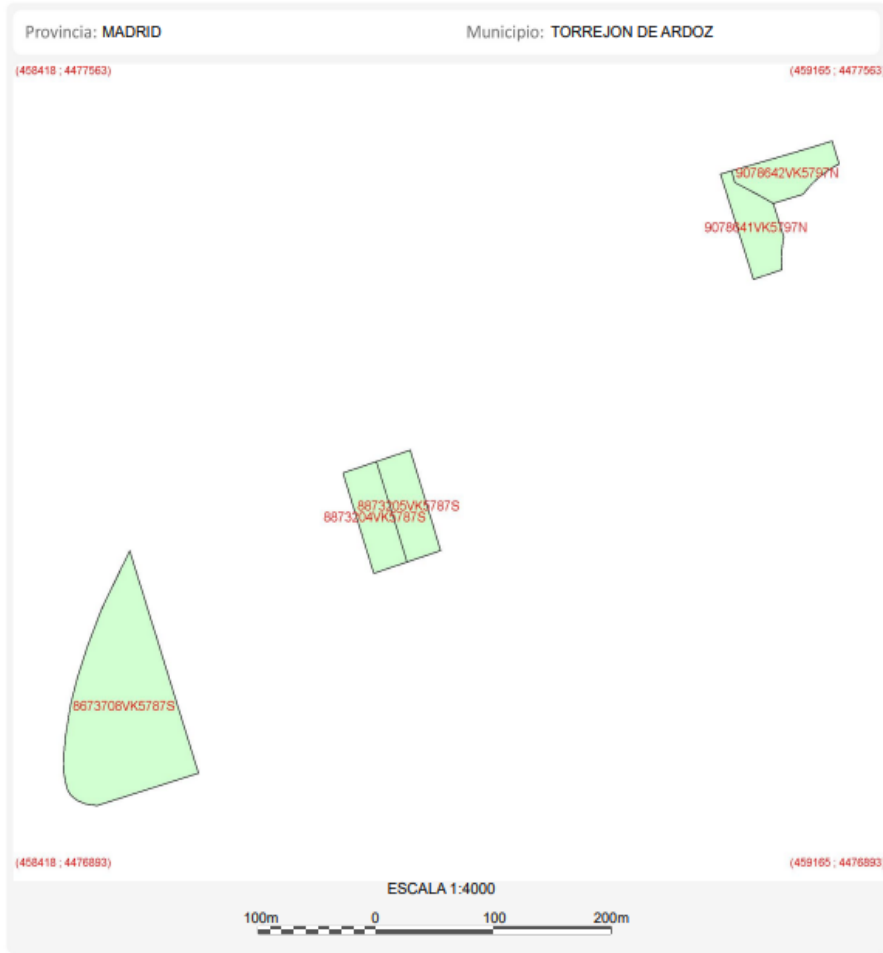 Provincia: MADRID Municipio: TORREJON DE ARDOZ
(458418 ; 4477563) (459165 ; 4477563)
9078642VK5797N
9078641VK5797N
8873205VK5787S
8873204VK5787S
8673708VK5787S
(458418 ; 4476893) (459165 ; 4476893)
ESCALA 1:4000
100m 0 100 200m